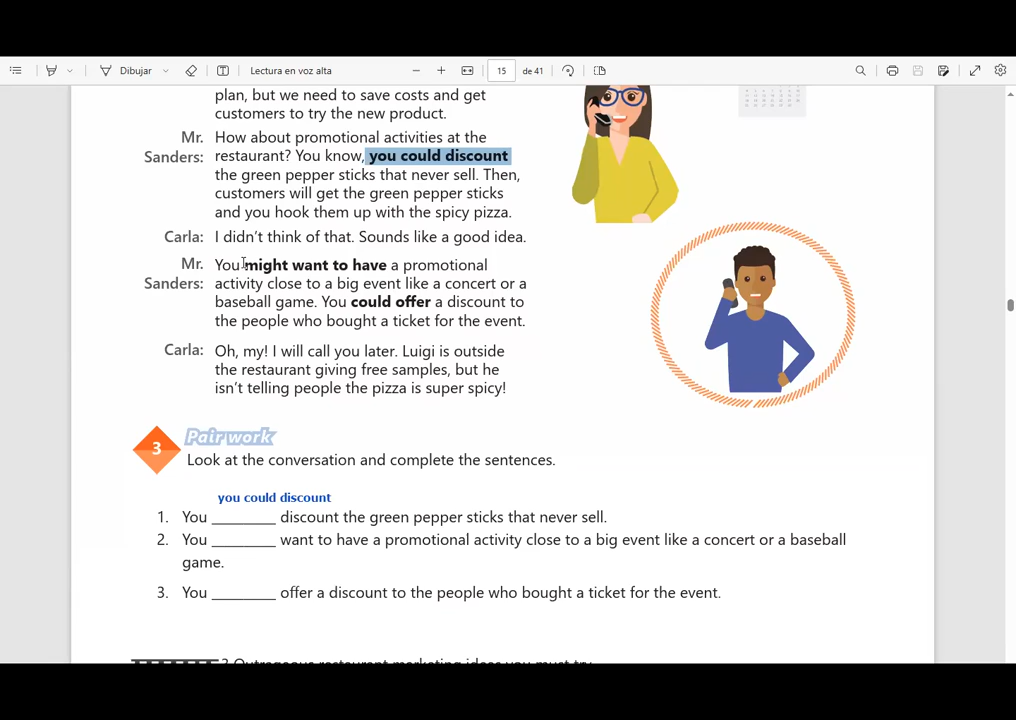 Dibujar
Lectura en voz alta
15
de 41
plan, but we need to save costs and get
customers to try the new product.
Mr. How about promotional activities at the
Sanders: restaurant? You know, you could discount
the green pepper sticks that never sell. Then,
customers will get the green pepper sticks
and you hook them up with the spicy pizza.
Carla: I didn't think of that. Sounds like a good idea.
Mr. You might want to have a promotional
Sanders: activity close to a big event like a concert or a
baseball game. You could offer a discount to
the people who bought a ticket for the event.
Carla: Oh, my! I will call you later. Luigi is outside
the restaurant giving free samples, but he
isn't telling people the pizza is super spicy!
3 Pair work
Look at the conversation and complete the sentences.
you could discount
1. You ________ discount the green pepper sticks that never sell.
2. You ________ want to have a promotional activity close to a big event like a concert or a baseball
game.
3. You ________ offer a discount to the people who bought a ticket for the event.
3 Outrageous restaurant marketing ideas you must try